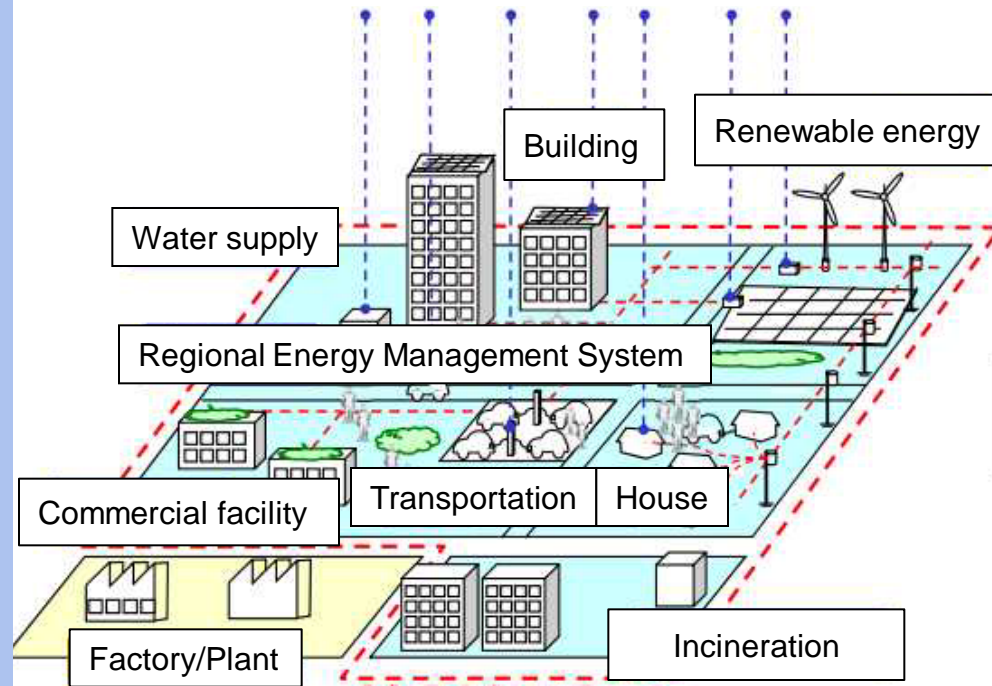 Building
Renewable energy
Water supply
Regional Energy Management System
Transportation
House
Commercial facility
Factory/Plant
Incineration